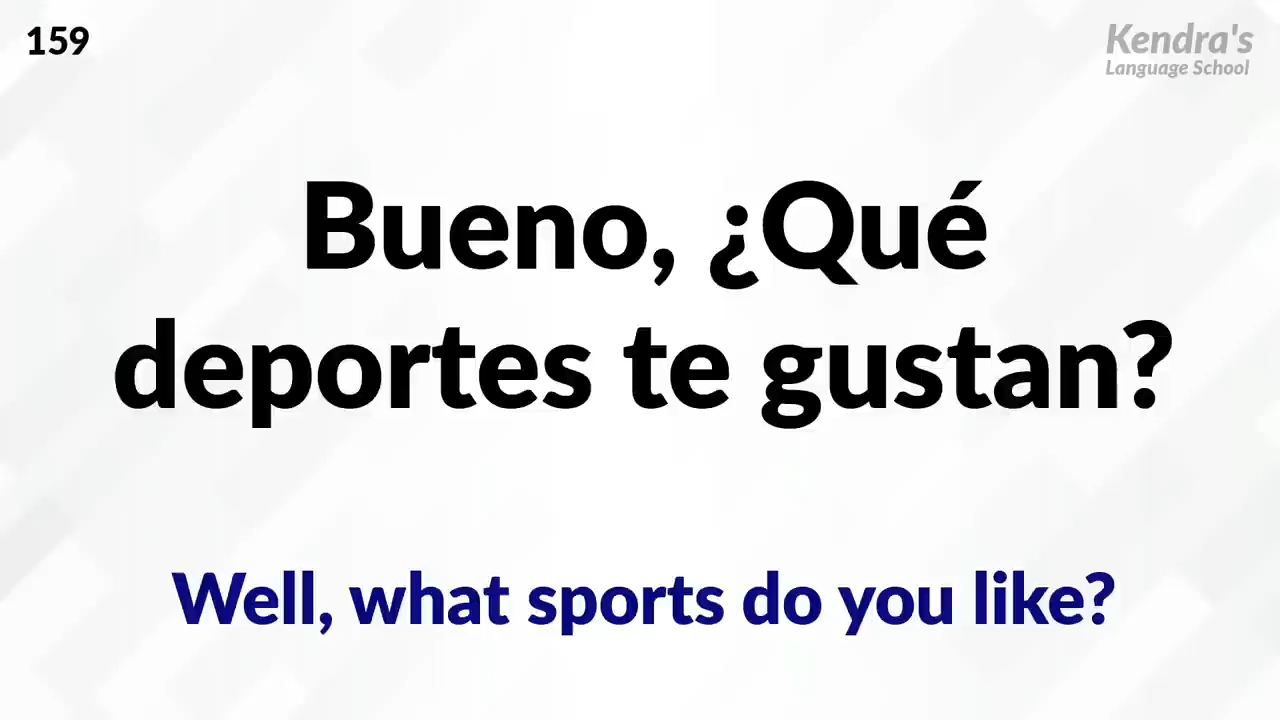 159
Kendra's
Language School
Bueno, ¿Qué
deportes te gustan?
Well, what sports do you like?